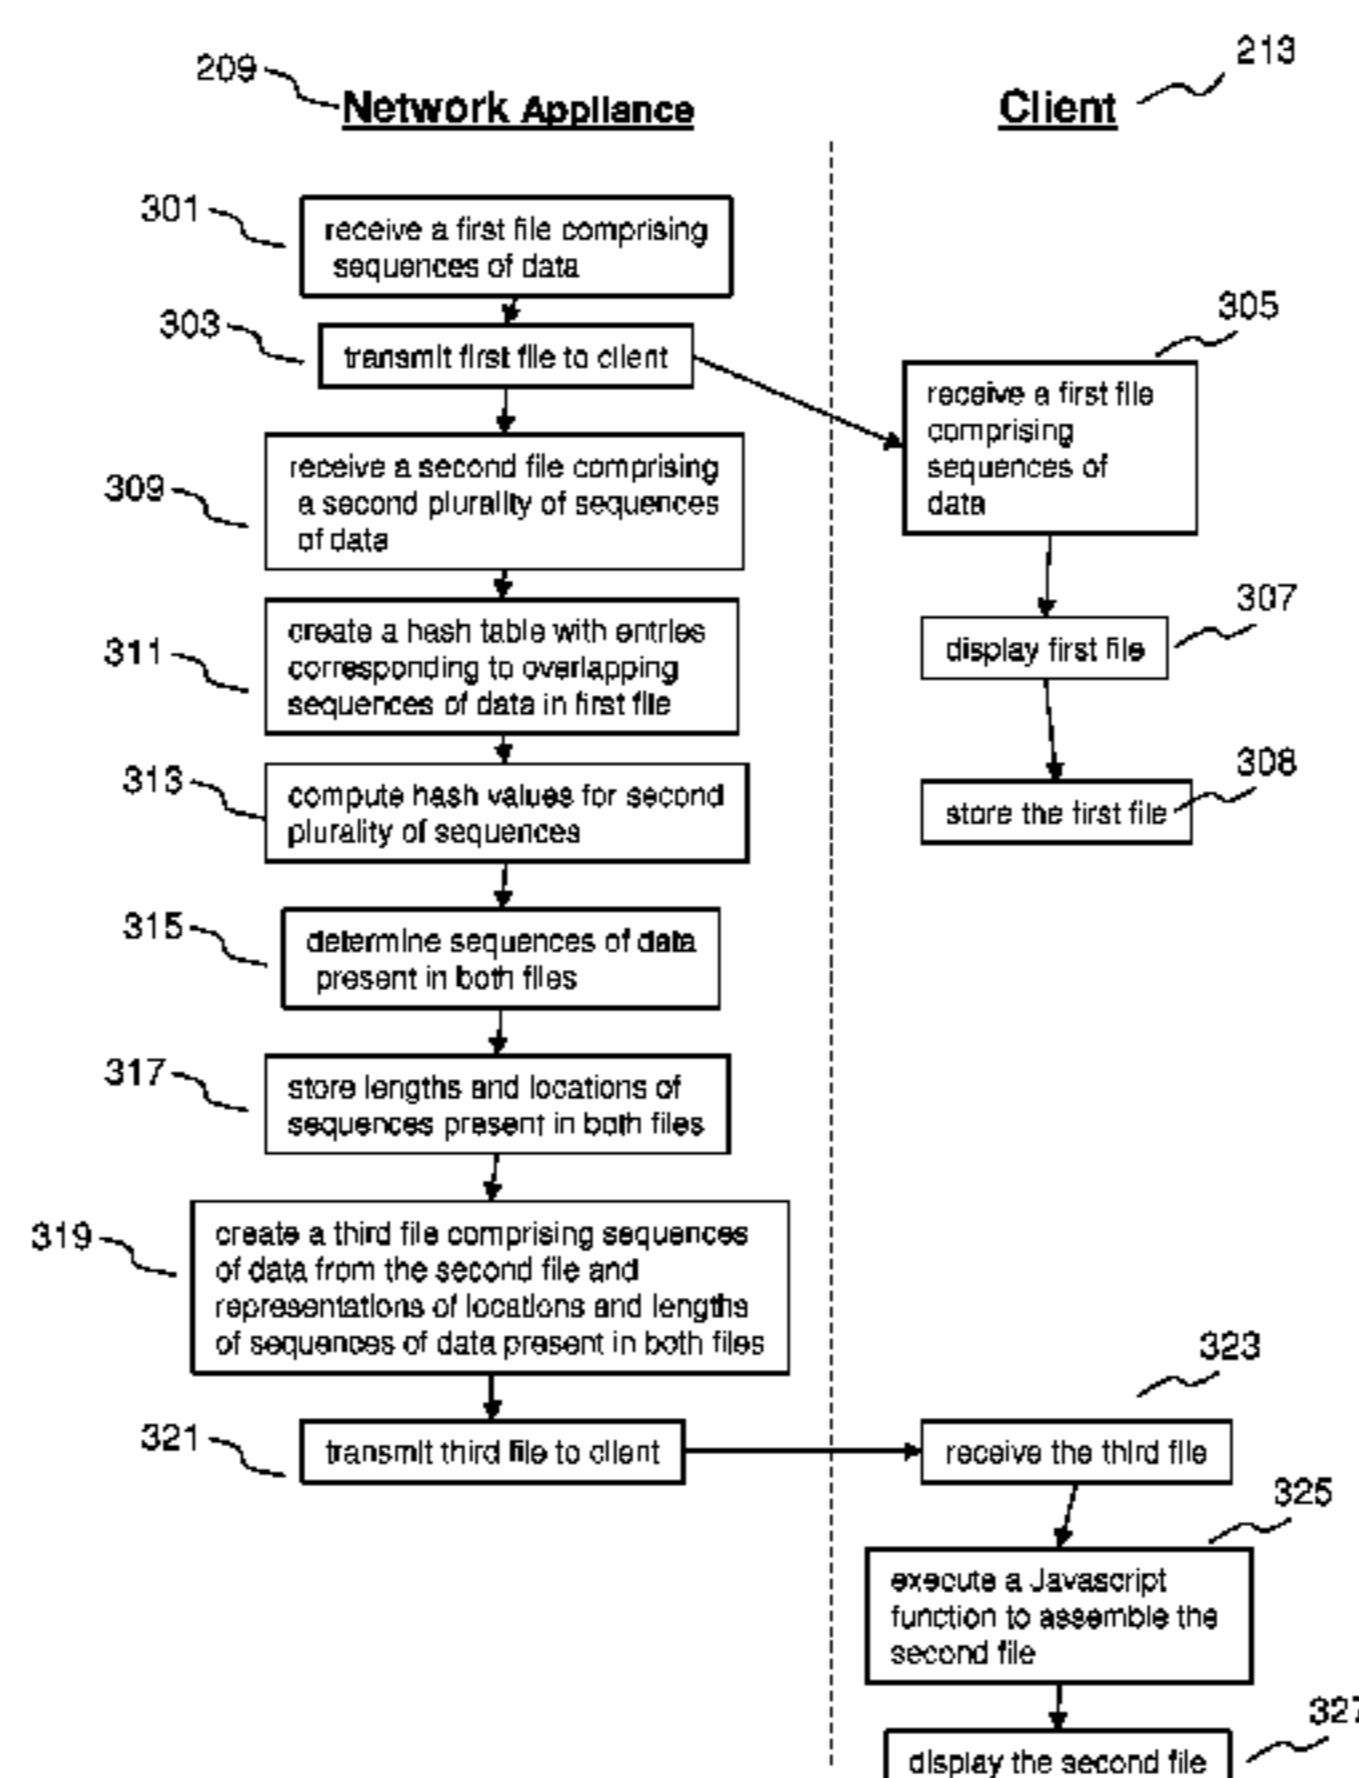 209
Network Appliance
213
Client
301
receive a first file comprising
sequences of data
303
transmit first file to client
305
receive a first file
comprising
sequences of
data
309
receive a second file comprising
a second plurality of sequences
of data
307
display first file
311
create a hash table with entries
corresponding to overlapping
sequences of data in first file
308
store the first file
313
compute hash values for second
plurality of sequences
315
determine sequences of data
present in both files
317
store lengths and locations of
sequences present in both files
319
create a third file comprising sequences
of data from the second file and
representations of locations and lengths
of sequences of data present in both files
321
transmit third file to client
323
receive the third file
325
execute a Javascript
function to assemble the
second file
327
display the second file